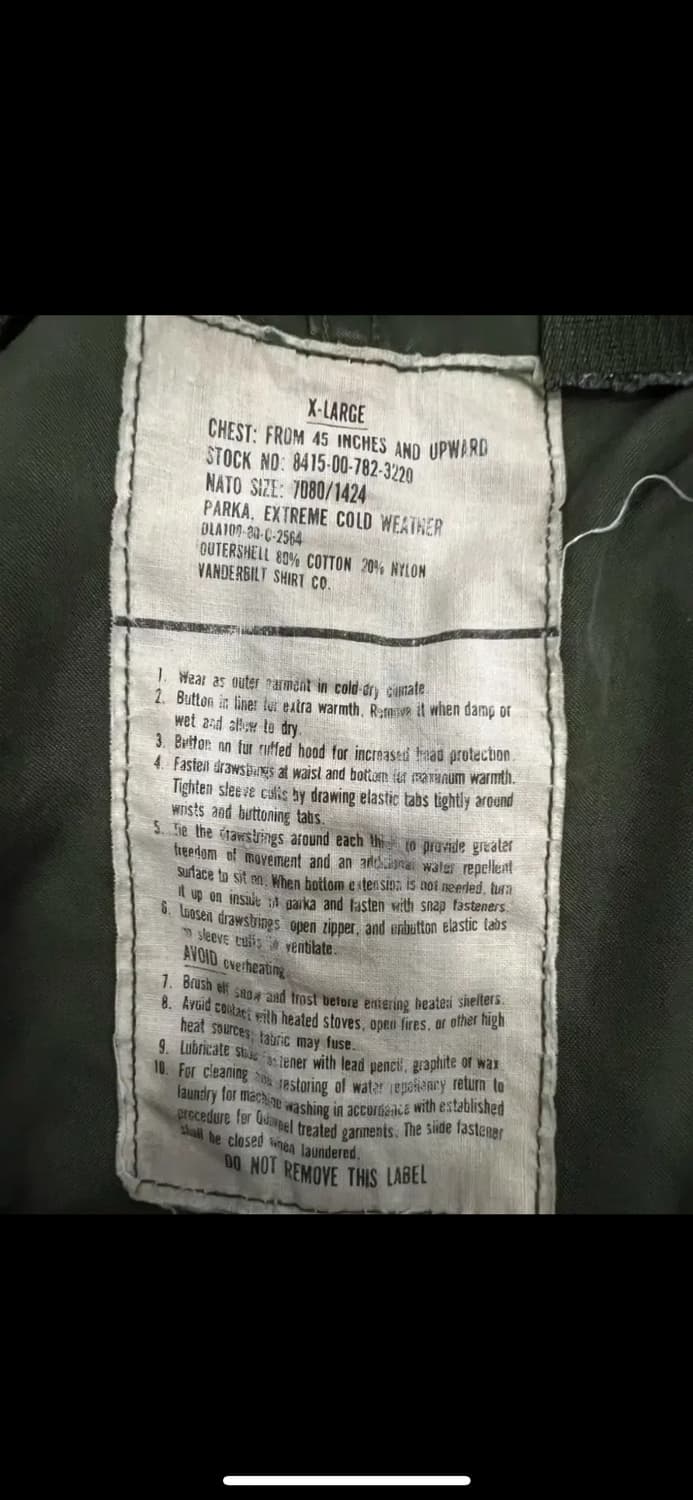 X-LARGE
CHEST: FROM 45 INCHES AND UPWARD
STOCK NO: 8415-00-782-3220
NATO SIZE: 7080/1424
PARKA, EXTREME COLD WEATHER
DLA100-80-C-2564
OUTERSHELL 80% COTTON 20% NYLON
VANDERBILT SHIRT CO.
1. Wear as outer garment in cold-dry climate
2. Button in liner for extra warmth. Remove it when damp or
wet and allow to dry
3. Button on fur ruffed hood for increased head protection.
4. Fasten drawstrings at waist and bottom for maximum warmth.
Tighten sleeve cuffs by drawing elastic tabs tightly around
wrists and buttoning tabs.
5. Tie the drawstrings around each to provide greater
freedom of movement and an additional water repellent
surface to sit on. When bottom extension is not needed, turn
it up on inside of parka and fasten with snap fasteners.
6. Loosen drawstrings open zipper, and unbutton elastic tabs
on sleeve cuffs to ventilate.
AVOID overheating
7. Brush off snow and frost before entering heated shelters.
8. Avoid contact with heated stoves, open fires, or other high
heat sources; fabric may fuse.
9. Lubricate slide fastener with lead pencil, graphite or wax
10. For cleaning and restoring of water repellency return to
laundry for machine washing in accordance with established
procedure for Quarpel treated garments. The slide fastener
shall be closed when laundered.
DO NOT REMOVE THIS LABEL